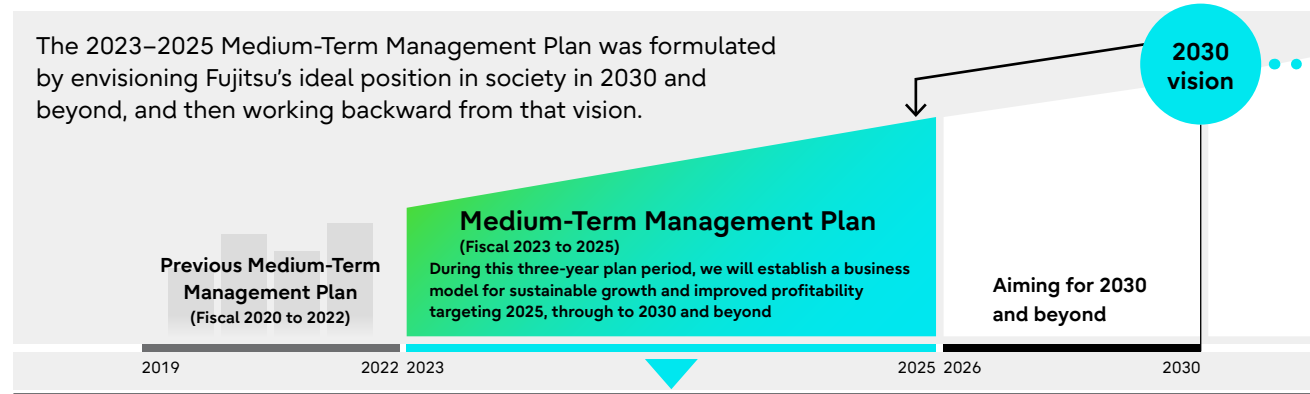 The 2023–2025 Medium-Term Management Plan was formulated
by envisioning Fujitsu's ideal position in society in 2030 and
beyond, and then working backward from that vision.
2030
vision
Medium-Term Management Plan
(Fiscal 2023 to 2025)
During this three-year plan period, we will establish a business
model for sustainable growth and improved profitability
targeting 2025, through to 2030 and beyond
Previous Medium-Term
Management Plan
(Fiscal 2020 to 2022)
Aiming for 2030
and beyond
2019
2022
2023
2025
2026
2030